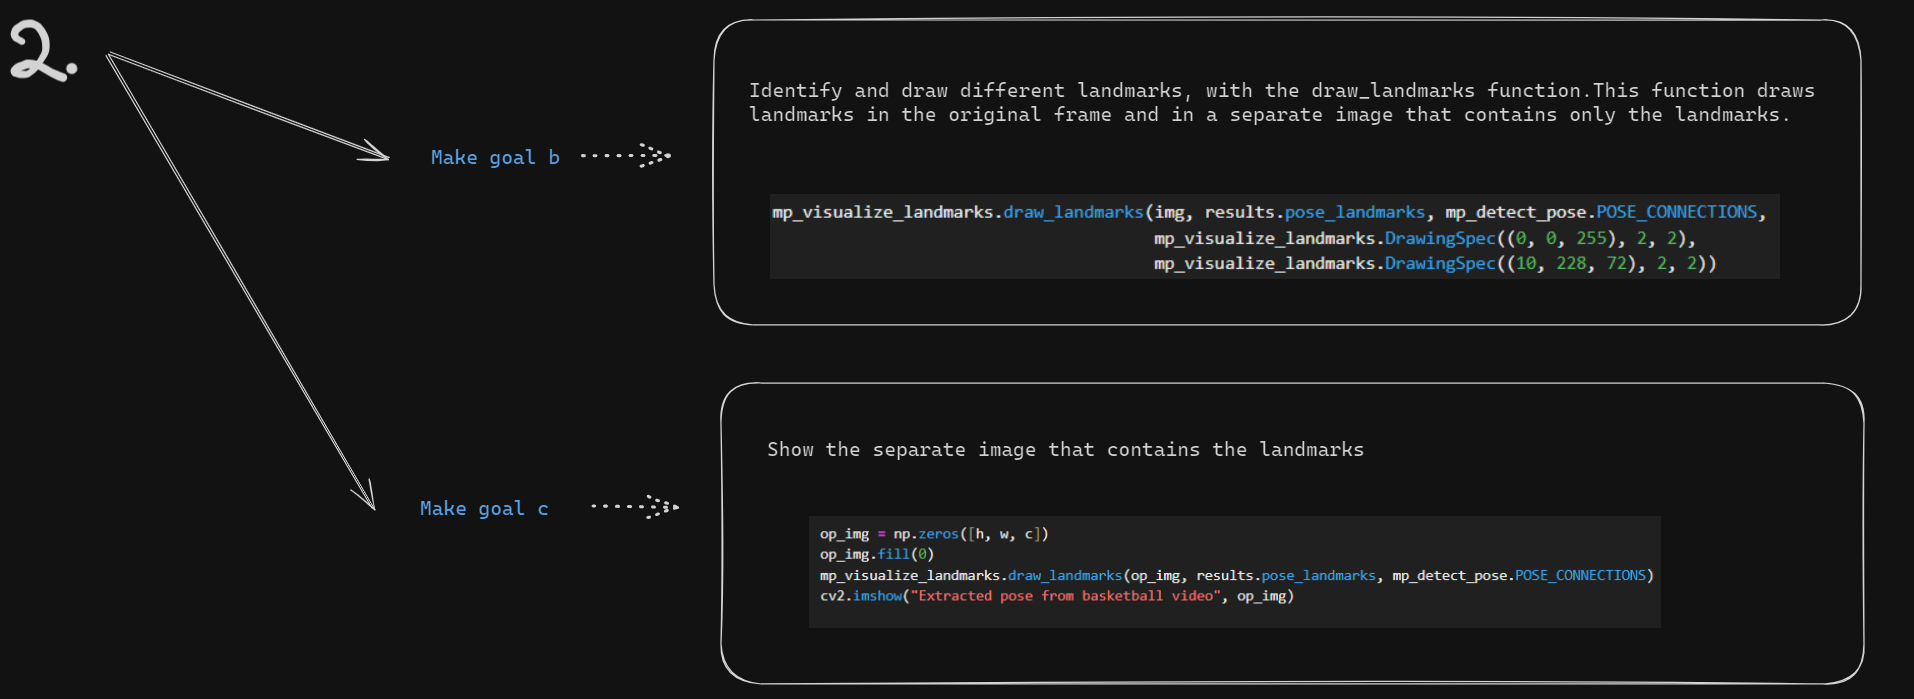 2.
Make goal b
Identify and draw different landmarks, with the draw_landmarks function.This function draws
landmarks in the original frame and in a separate image that contains only the landmarks.
mp_visualize_landmarks.draw_landmarks(img, results.pose_landmarks, mp_detect_pose.POSE_CONNECTIONS,
mp_visualize_landmarks.DrawingSpec((0, 0, 255), 2, 2),
mp_visualize_landmarks.DrawingSpec((10, 228, 72), 2, 2))
Make goal c
Show the separate image that contains the landmarks
op_img = np.zeros([h, w, c])
op_img.fill(0)
mp_visualize_landmarks.draw_landmarks(op_img, results.pose_landmarks, mp_detect_pose.POSE_CONNECTIONS)
cv2.imshow("Extracted pose from basketball video", op_img)